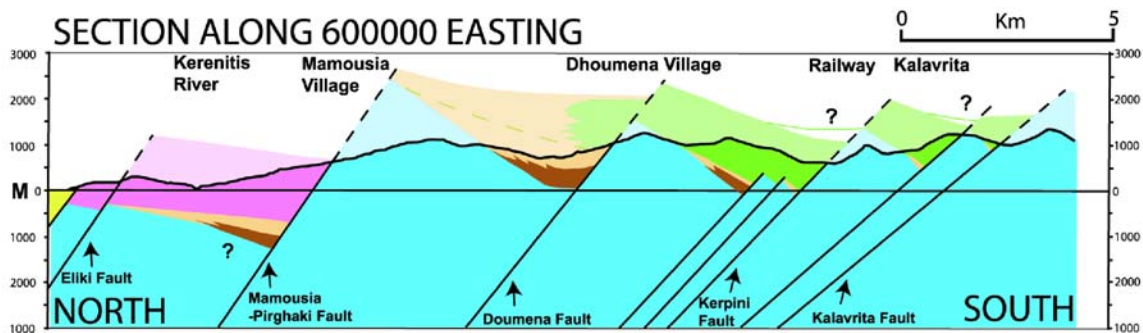 SECTION ALONG 600000 EASTING
0 Km 5
Kerenitis
River
Mamousia
Village
Dhoumena Village
Railway
Kalavrita
3000
2000
1000
M 0
1000
2000
1000
3000
2000
1000
0
1000
2000
1000
?
?
?
Eliki Fault
Mamousia
-Pirghaki Fault
Doumena Fault
Kerpini
Fault
Kalavrita Fault
NORTH
SOUTH